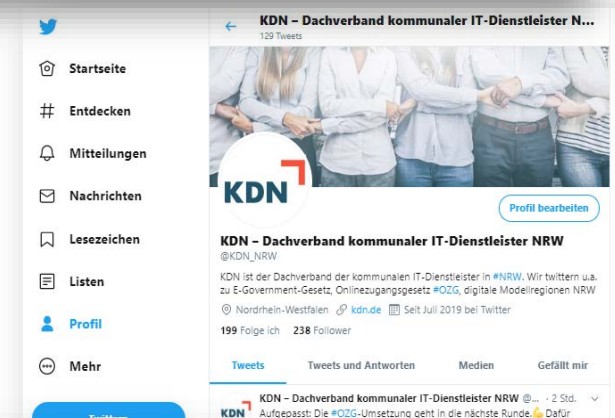 KDN – Dachverband kommunaler IT-Dienstleister N...
129 Tweets
Startseite
Entdecken
Mitteilungen
Nachrichten
Lesezeichen
Listen
Profil
Mehr
Twittern
KDN
Profil bearbeiten
KDN – Dachverband kommunaler IT-Dienstleister NRW
@KDN_NRW
KDN ist der Dachverband der kommunalen IT-Dienstleister in #NRW. Wir twittern u.a.
zu E-Government-Gesetz, Onlinezugangsgesetz #OZG, digitale Modellregionen NRW
Nordrhein-Westfalen kdn.de Seit Juli 2019 bei Twitter
199 Folge ich 238 Follower
Tweets Tweets und Antworten Medien Gefällt mir
KDN – Dachverband kommunaler IT-Dienstleister NRW @... · 2 Std.
KDN
Aufgepasst: Die #OZG-Umsetzung geht in die nächste Runde. Dafür